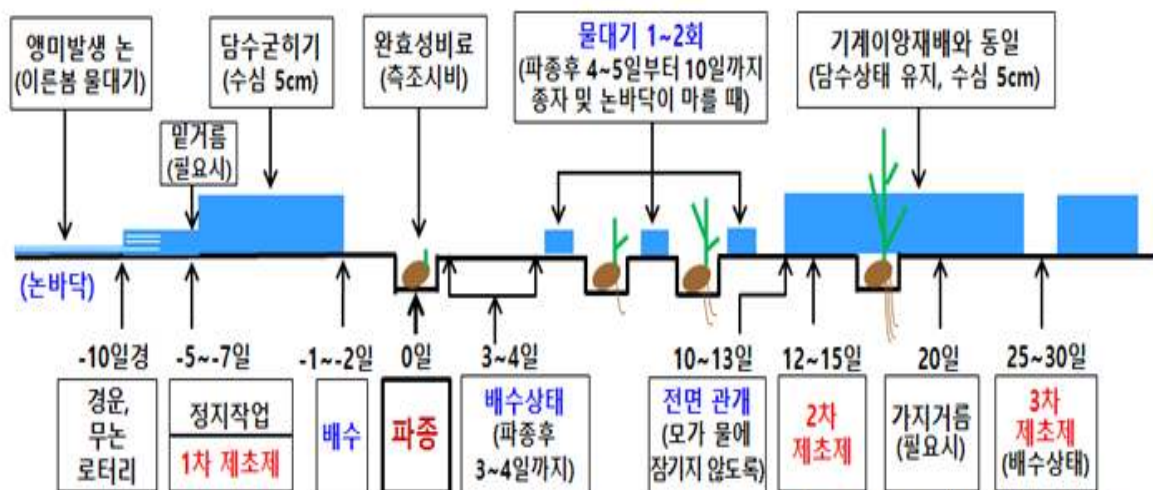 앵미발생 논
(이른봄 물대기)
담수굳히기
(수심 5cm)
완효성비료
(측조시비)
물대기 1~2회
(파종후 4~5일부터 10일까지
종자 및 논바닥이 마를 때)
기계이앙재배와 동일
(담수상태 유지, 수심 5cm)
밑거름
(필요시)
(논바닥)
-10일경
-5~-7일
-1~-2일
0일
3~4일
10~13일
12~15일
20일
25~30일
경운,
무논
로터리
정지작업
1차 제초제
배수
파종
배수상태
(파종후
3~4일까지)
전면 관개
(모가 물에
잠기지 않도록)
2차
제초제
가지거름
(필요시)
3차
제초제
(배수상태)